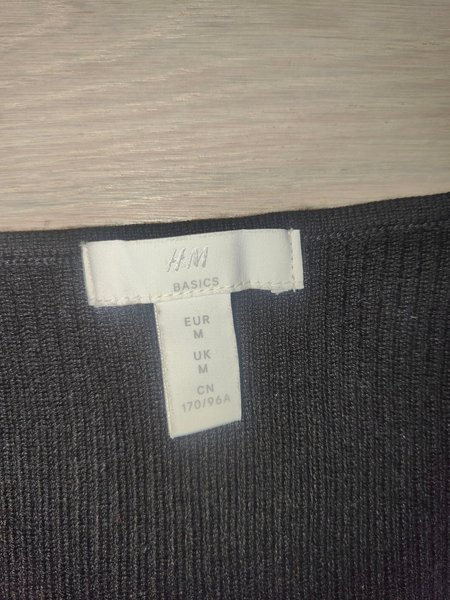 H&M
BASICS
EUR
M
UK
M
CN
170/96A